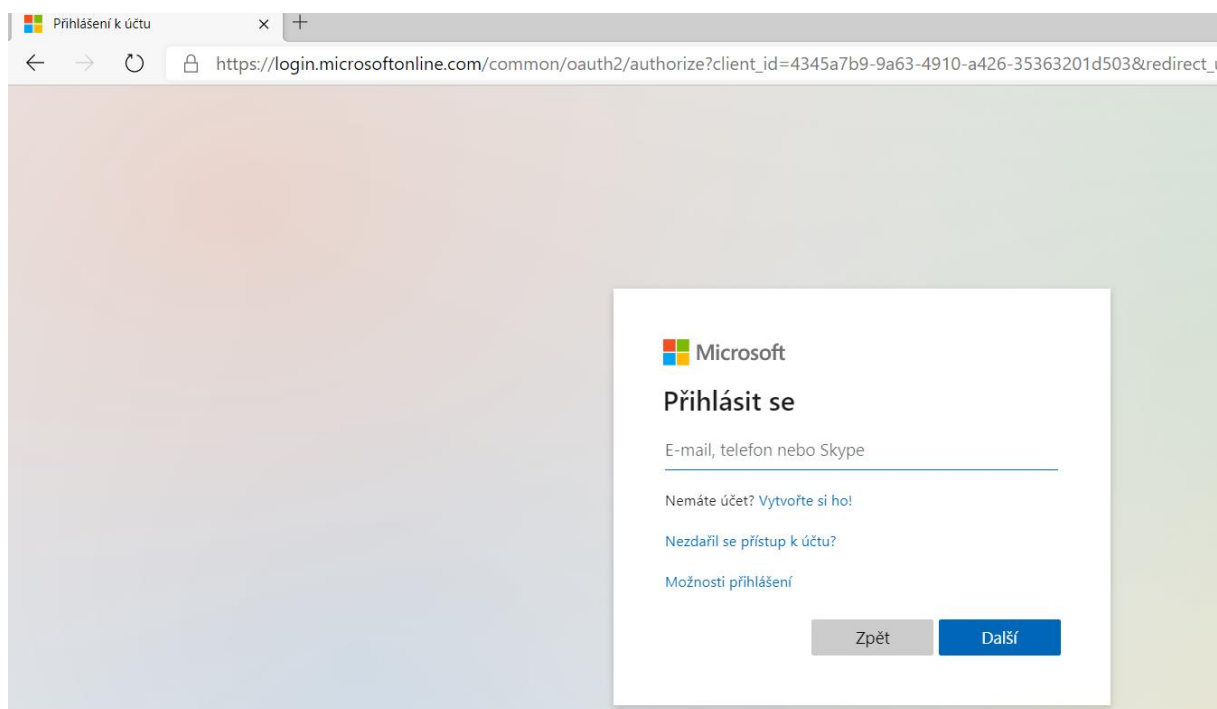 Přihlášení k účtu
https://login.microsoftonline.com/common/oauth2/authorize?client_id=4345a7b9-9a63-4910-a426-35363201d503&redirect_u
Microsoft
Přihlásit se
E-mail, telefon nebo Skype
Nemáte účet? Vytvořte si ho!
Nezdařil se přístup k účtu?
Možnosti přihlášení
Zpět Další